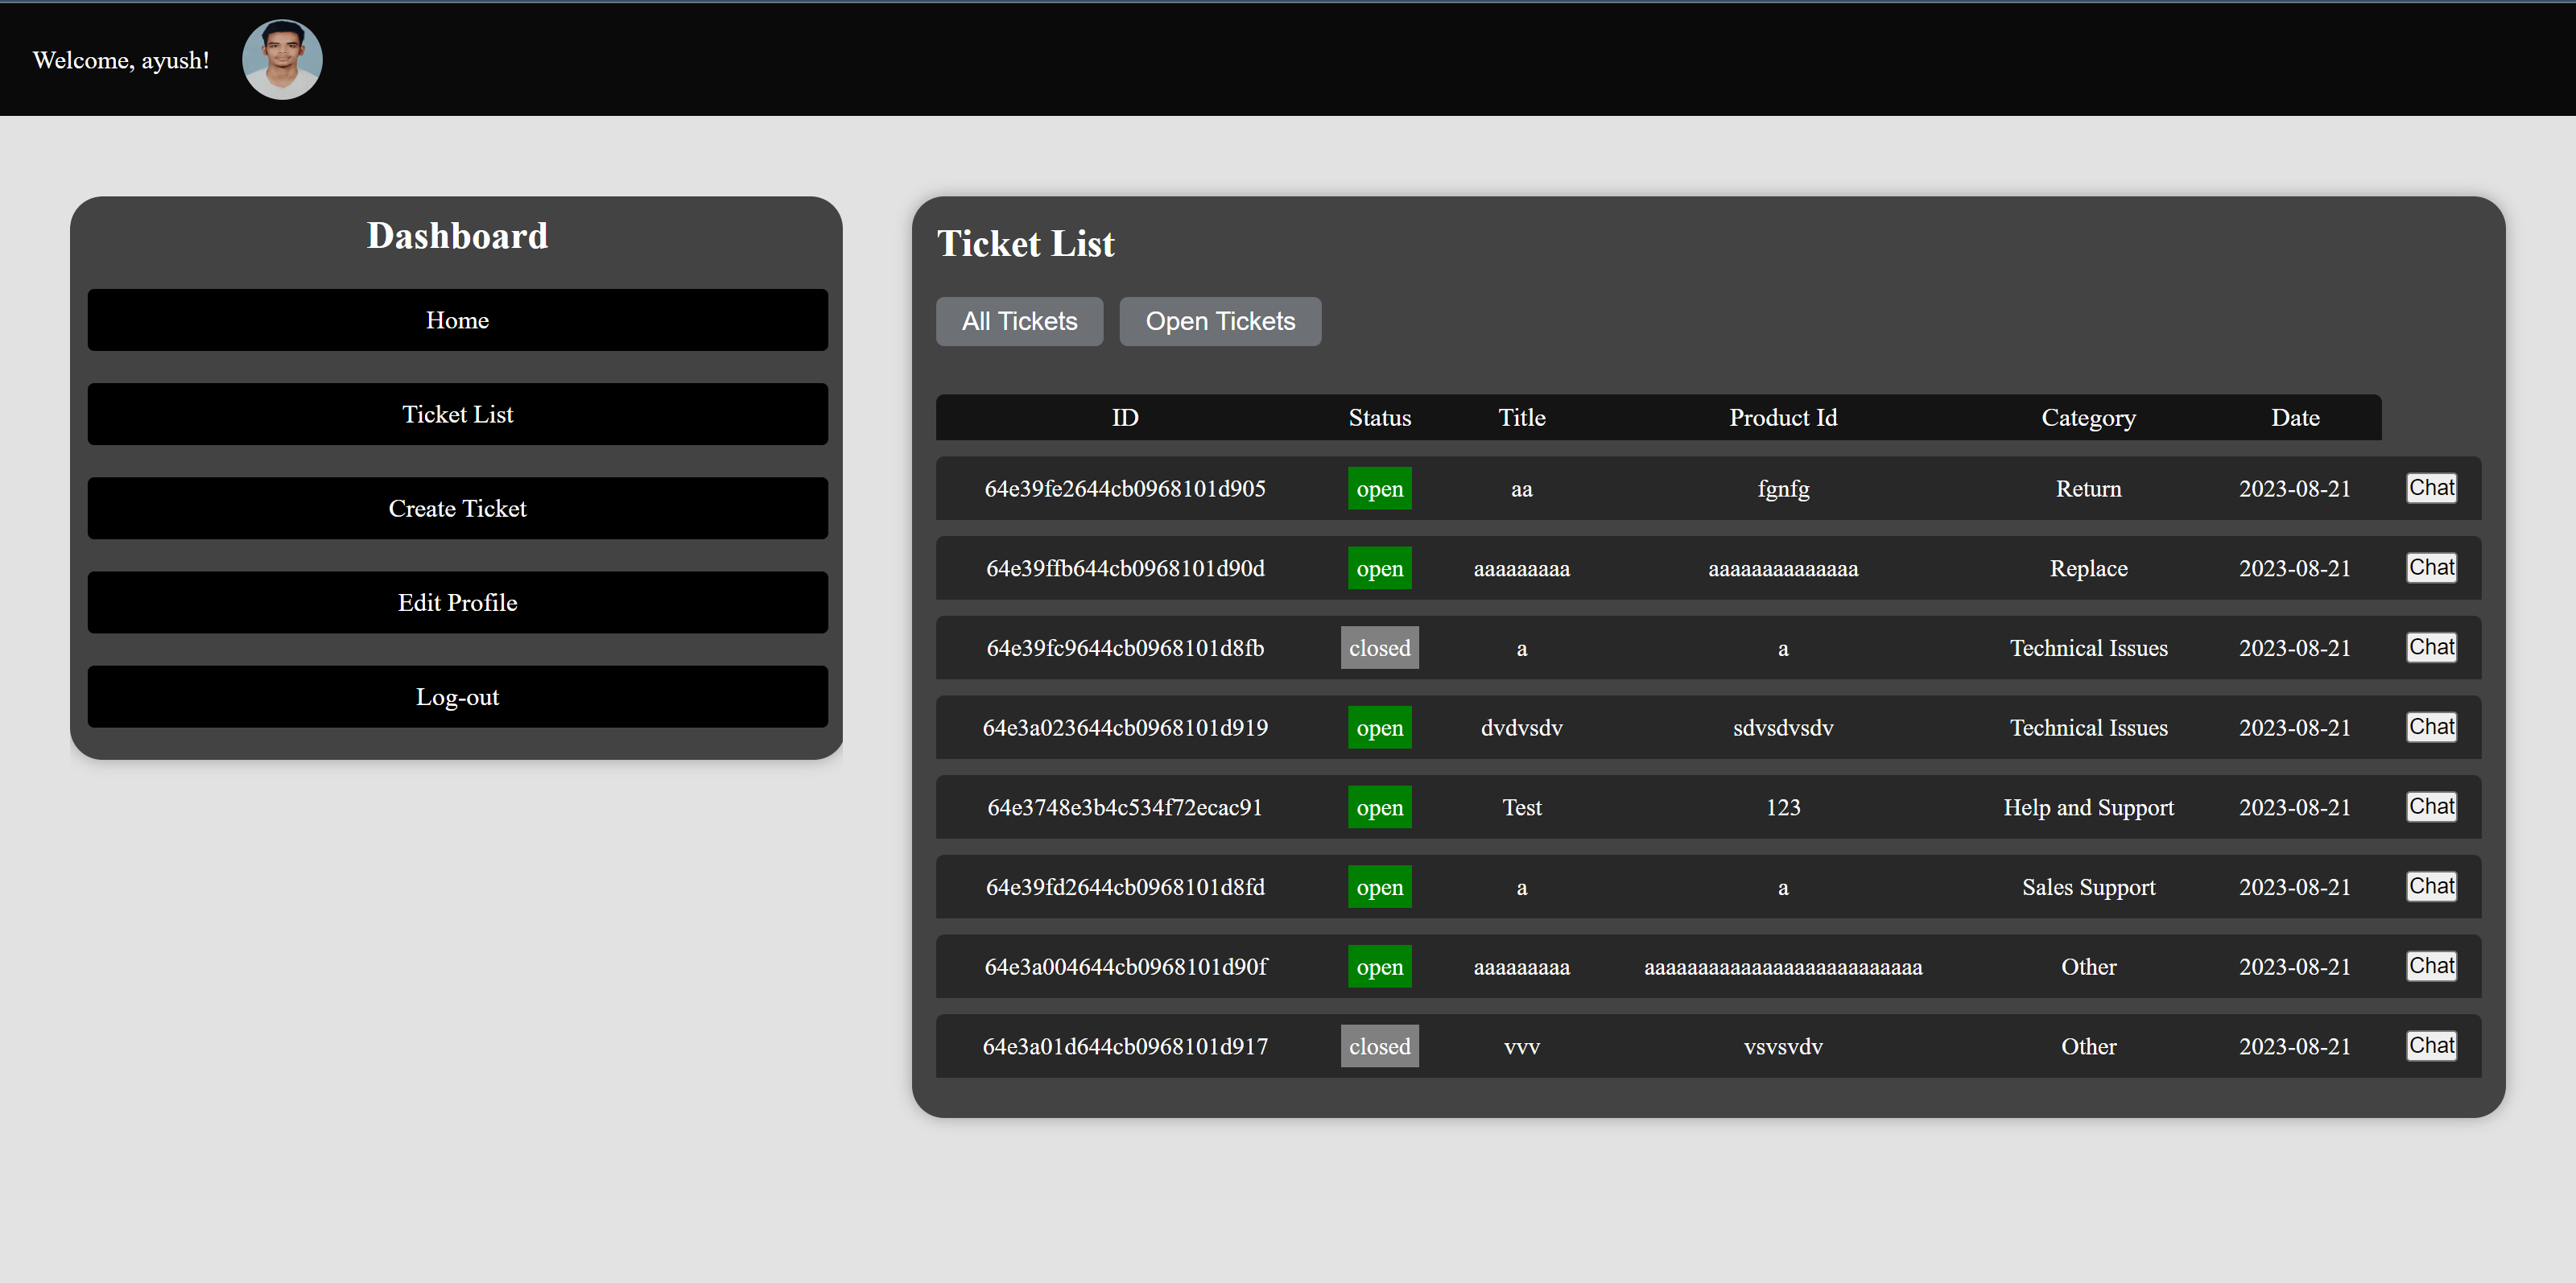 Welcome, ayush!
Dashboard
Home
Ticket List
Create Ticket
Edit Profile
Log-out
Ticket List
All Tickets Open Tickets
ID Status Title Product Id Category Date
64e39fe2644cb0968101d905 open aa fgnfg Return 2023-08-21 Chat
64e39ffb644cb0968101d90d open aaaaaaaaa aaaaaaaaaaaaaa Replace 2023-08-21 Chat
64e39fc9644cb0968101d8fb closed a a Technical Issues 2023-08-21 Chat
64e3a023644cb0968101d919 open dvdvsdv sdvsdvsdv Technical Issues 2023-08-21 Chat
64e3748e3b4c534f72ecac91 open Test 123 Help and Support 2023-08-21 Chat
64e39fd2644cb0968101d8fd open a a Sales Support 2023-08-21 Chat
64e3a004644cb0968101d90f open aaaaaaaaa aaaaaaaaaaaaaaaaaaaaaaaaaa Other 2023-08-21 Chat
64e3a01d644cb0968101d917 closed vvv vsvsvdv Other 2023-08-21 Chat